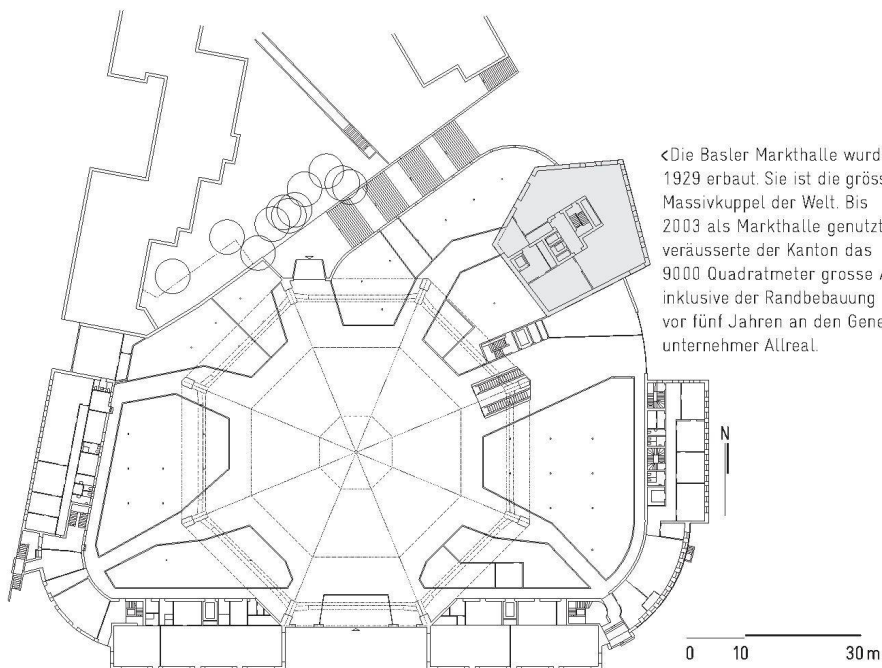 <Die Basler Markthalle wurd
1929 erbaut. Sie ist die gröss
Massivkuppel der Welt. Bis
2003 als Markthalle genutzt
veräusserte der Kanton das
9000 Quadratmeter grosse A
inklusive der Randbebauung
vor fünf Jahren an den Gene
unternehmer Allreal.
N
0 10 30 m